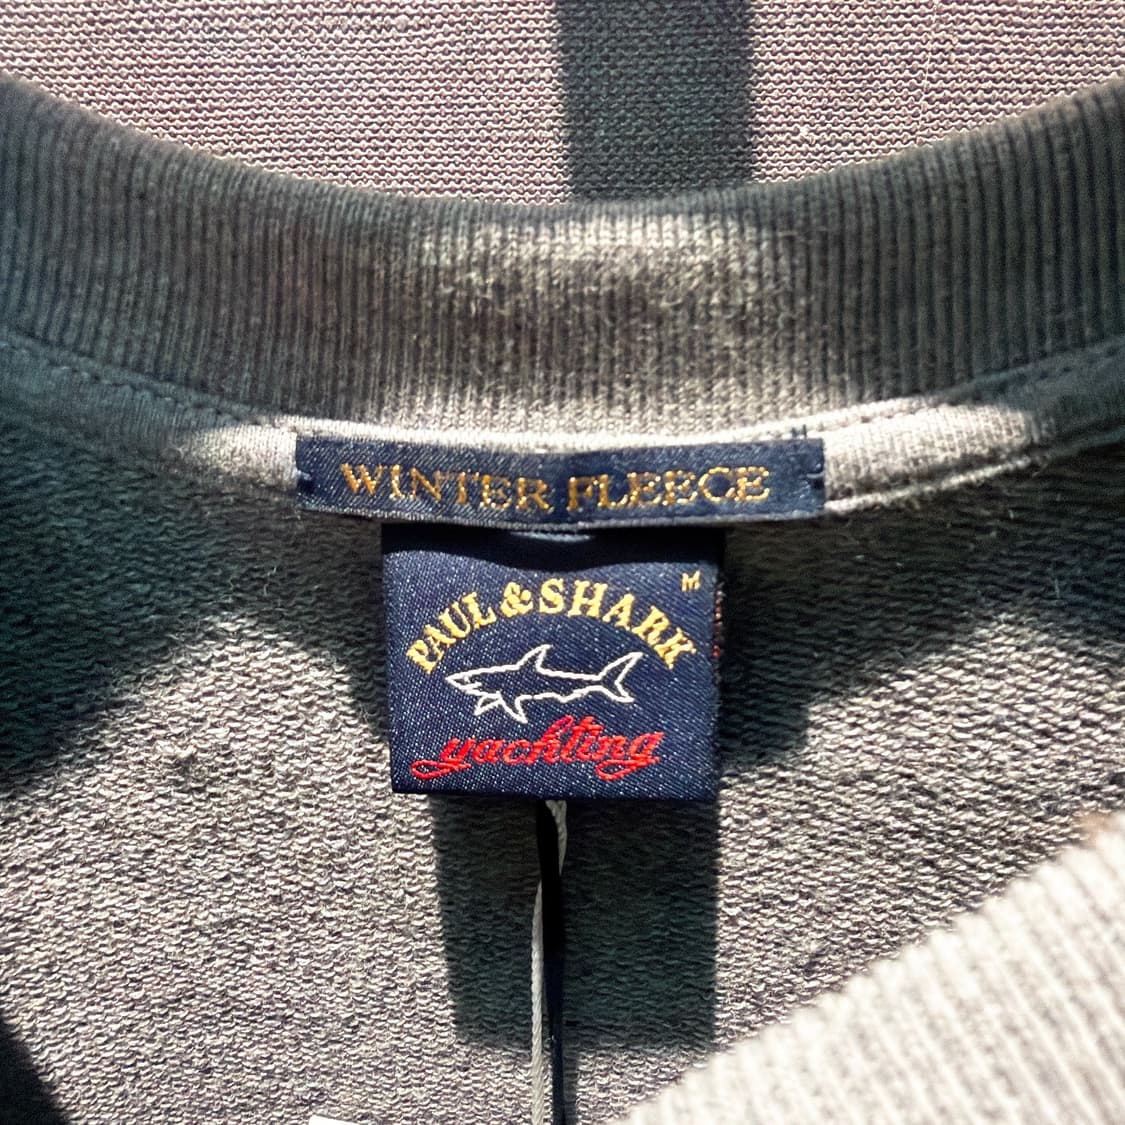 WINTER FLEECE
M
PAUL & SHARK
yachting